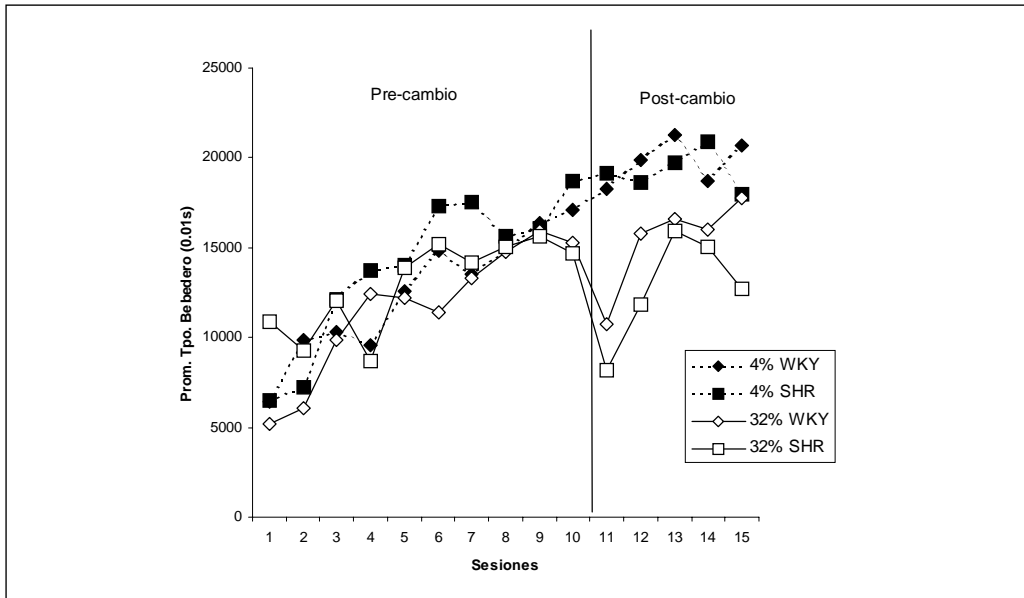 Pre-cambio
Post-cambio
Prom. Tpo. Bebedero (0.01s)
25000
20000
15000
10000
5000
0
1 2 3 4 5 6 7 8 9 10 11 12 13 14 15
Sesiones
4% WKY
4% SHR
32% WKY
32% SHR